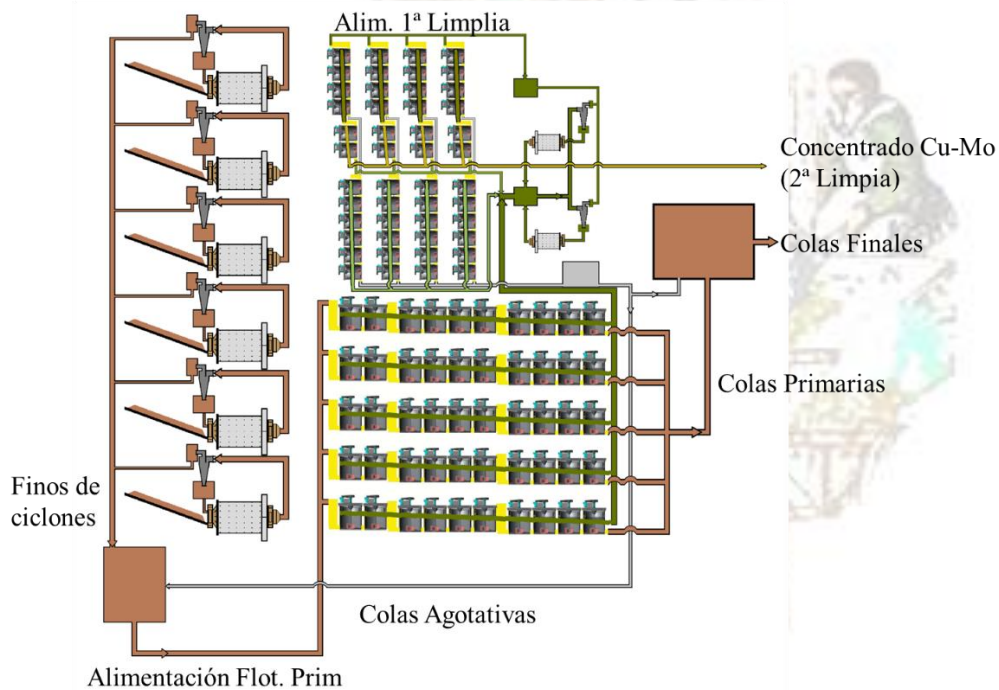 Alim. 1ª Limplia
Concentrado Cu-Mo
(2ª Limpia)
Colas Finales
Colas Primarias
Finos de
ciclones
Colas Agotativas
Alimentación Flot. Prim